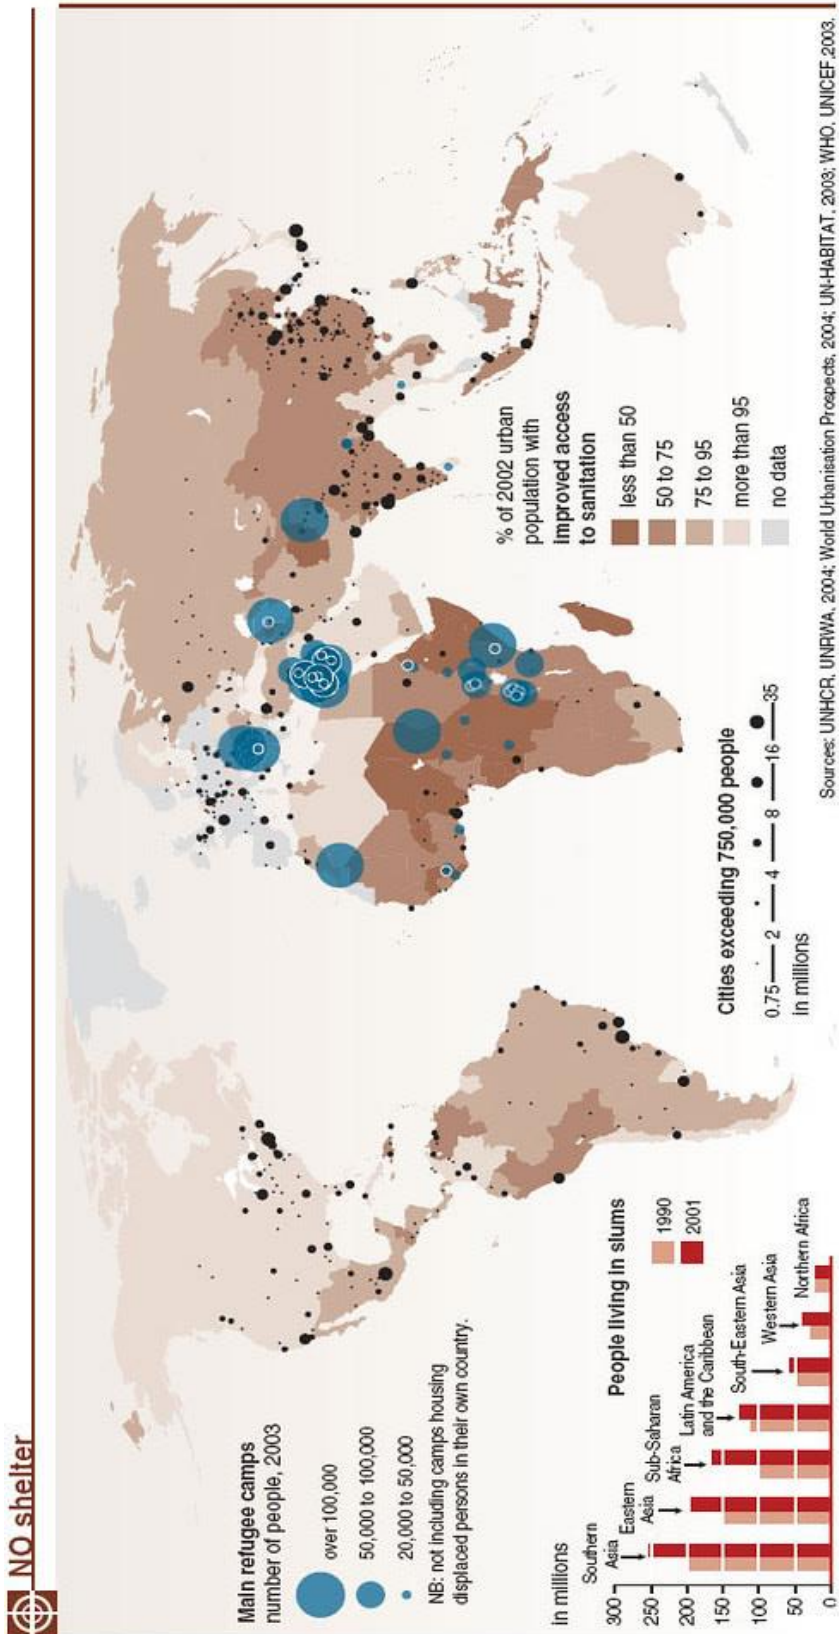 NO shelter
Main refugee camps
number of people, 2003
over 100,000
50,000 to 100,000
20,000 to 50,000
NB: not including camps housing
displaced persons in their own country.
in millions
300
250
200
150
100
50
0
Southern
Asia
Eastern
Asia
Sub-Saharan
Africa
Latin America
and the Caribbean
South-Eastern Asia
Western Asia
Northern Africa
People living in slums
1990
2001
Cities exceeding 750,000 people
0.75 2 4 8 16 35
in millions
% of 2002 urban
population with
improved access
to sanitation
less than 50
50 to 75
75 to 95
more than 95
no data
Sources: UNHCR, UNRWA, 2004; World Urbanisation Prospects, 2004; UN-HABITAT, 2003; WHO, UNICEF 2003.